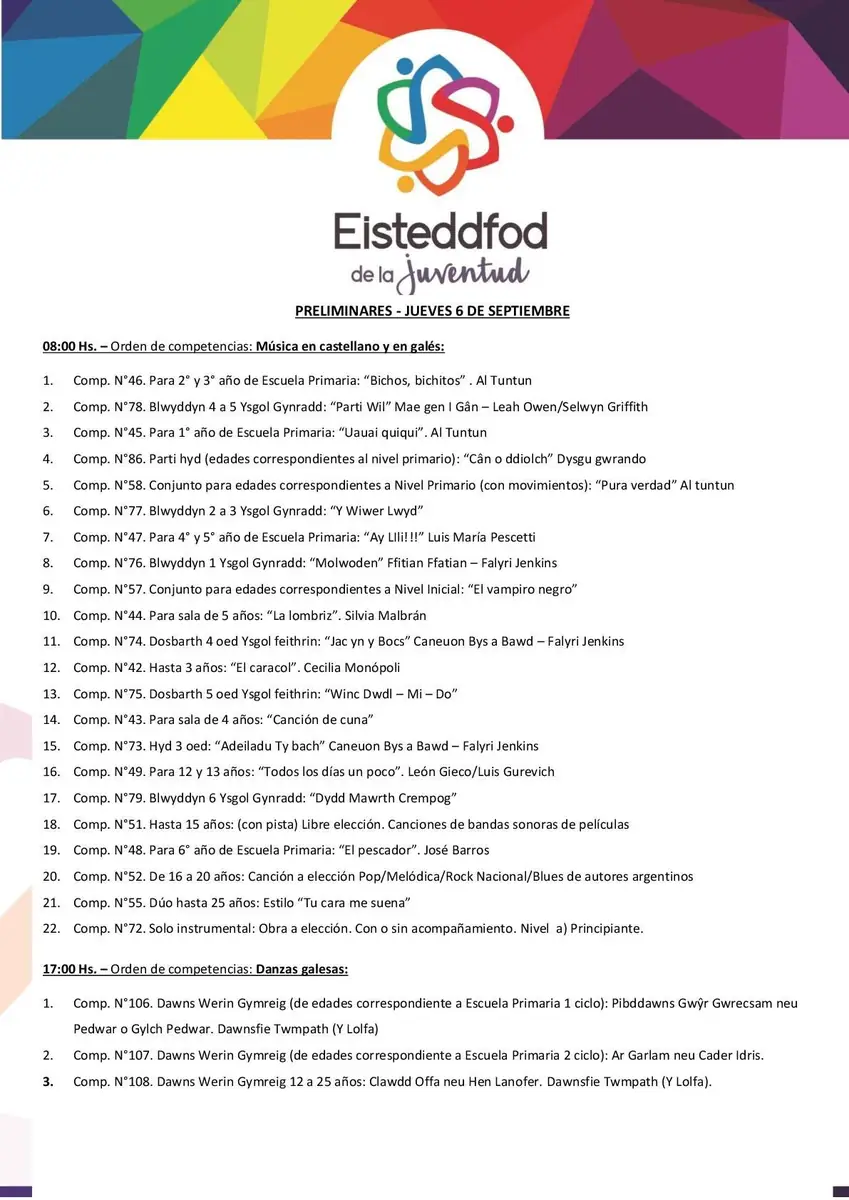 Eisteddfod
de la juventud
PRELIMINARES - JUEVES 6 DE SEPTIEMBRE
08:00 Hs. – Orden de competencias: Música en castellano y en galés:
1. Comp. N°46. Para 2° y 3° año de Escuela Primaria: “Bichos, bichitos” . Al Tuntun
2. Comp. N°78. Blwyddyn 4 a 5 Ysgol Gynradd: “Parti Wil” Mae gen I Gân – Leah Owen/Selwyn Griffith
3. Comp. N°45. Para 1° año de Escuela Primaria: “Uauai quiqui”. Al Tuntun
4. Comp. N°86. Parti hyd (edades correspondientes al nivel primario): “Cân o ddiolch” Dysgu gwrando
5. Comp. N°58. Conjunto para edades correspondientes a Nivel Primario (con movimientos): “Pura verdad” Al tuntun
6. Comp. N°77. Blwyddyn 2 a 3 Ysgol Gynradd: “Y Wiwer Lwyd”
7. Comp. N°47. Para 4° y 5° año de Escuela Primaria: “Ay LIli!!!” Luis María Pescetti
8. Comp. N°76. Blwyddyn 1 Ysgol Gynradd: “Molwoden” Ffitian Ffatian – Falyri Jenkins
9. Comp. N°57. Conjunto para edades correspondientes a Nivel Inicial: “El vampiro negro”
10. Comp. N°44. Para sala de 5 años: “La lombriz”. Silvia Malbrán
11. Comp. N°74. Dosbarth 4 oed Ysgol feithrin: “Jac yn y Bocs” Caneuon Bys a Bawd – Falyri Jenkins
12. Comp. N°42. Hasta 3 años: “El caracol”. Cecilia Monópoli
13. Comp. N°75. Dosbarth 5 oed Ysgol feithrin: “Winc Dwdl – Mi – Do”
14. Comp. N°43. Para sala de 4 años: “Canción de cuna”
15. Comp. N°73. Hyd 3 oed: “Adeiladu Ty bach” Caneuon Bys a Bawd – Falyri Jenkins
16. Comp. N°49. Para 12 y 13 años: “Todos los días un poco”. León Gieco/Luis Gurevich
17. Comp. N°79. Blwyddyn 6 Ysgol Gynradd: “Dydd Mawrth Crempog”
18. Comp. N°51. Hasta 15 años: (con pista) Libre elección. Canciones de bandas sonoras de películas
19. Comp. N°48. Para 6° año de Escuela Primaria: “El pescador”. José Barros
20. Comp. N°52. De 16 a 20 años: Canción a elección Pop/Melódica/Rock Nacional/Blues de autores argentinos
21. Comp. N°55. Dúo hasta 25 años: Estilo “Tu cara me suena”
22. Comp. N°72. Solo instrumental: Obra a elección. Con o sin acompañamiento. Nivel a) Principiante.
17:00 Hs. – Orden de competencias: Danzas galesas:
1. Comp. N°106. Dawns Werin Gymreig (de edades correspondiente a Escuela Primaria 1 ciclo): Pibddawns Gwŷr Gwrecsam neu
Pedwar o Gylch Pedwar. Dawnsfie Twmpath (Y Lolfa)
2. Comp. N°107. Dawns Werin Gymreig (de edades correspondiente a Escuela Primaria 2 ciclo): Ar Garlam neu Cader Idris.
3. Comp. N°108. Dawns Werin Gymreig 12 a 25 años: Clawdd Offa neu Hen Lanofer. Dawnsfie Twmpath (Y Lolfa).